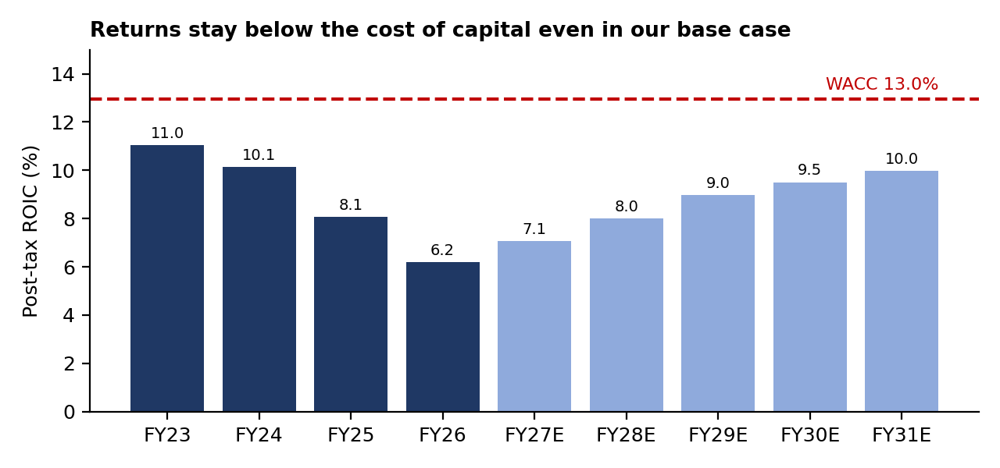 Returns stay below the cost of capital even in our base case
Post-tax ROIC (%)
14
12
10
8
6
4
2
0
WACC 13.0%
11.0
10.1
8.1
6.2
7.1
8.0
9.0
9.5
10.0
FY23
FY24
FY25
FY26
FY27E
FY28E
FY29E
FY30E
FY31E